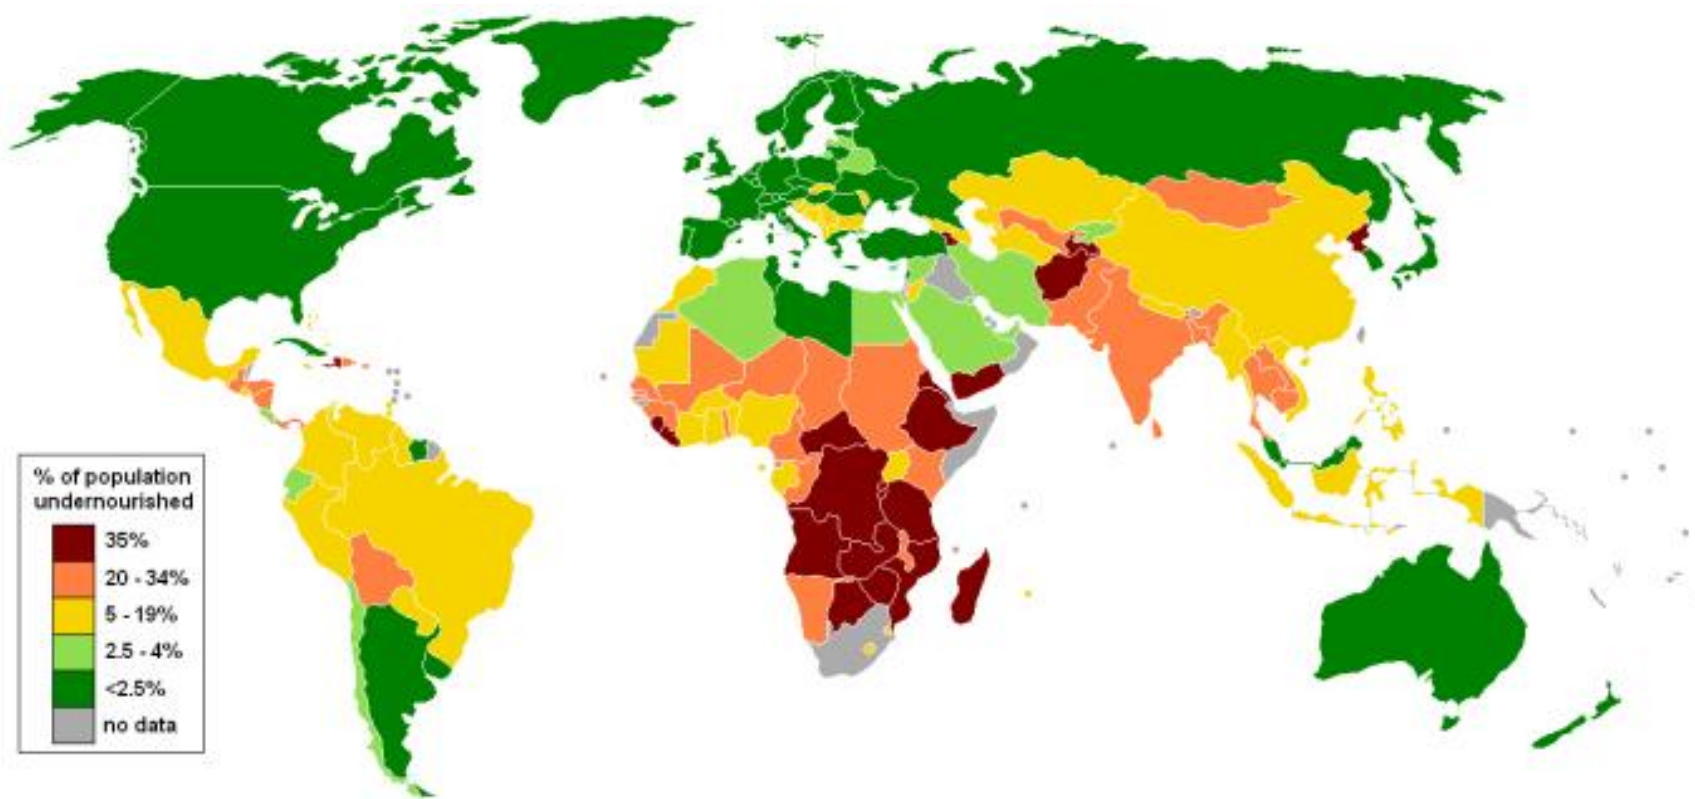 % of population
undernourished
35%
20 - 34%
5 - 19%
2.5 - 4%
<2.5%
no data